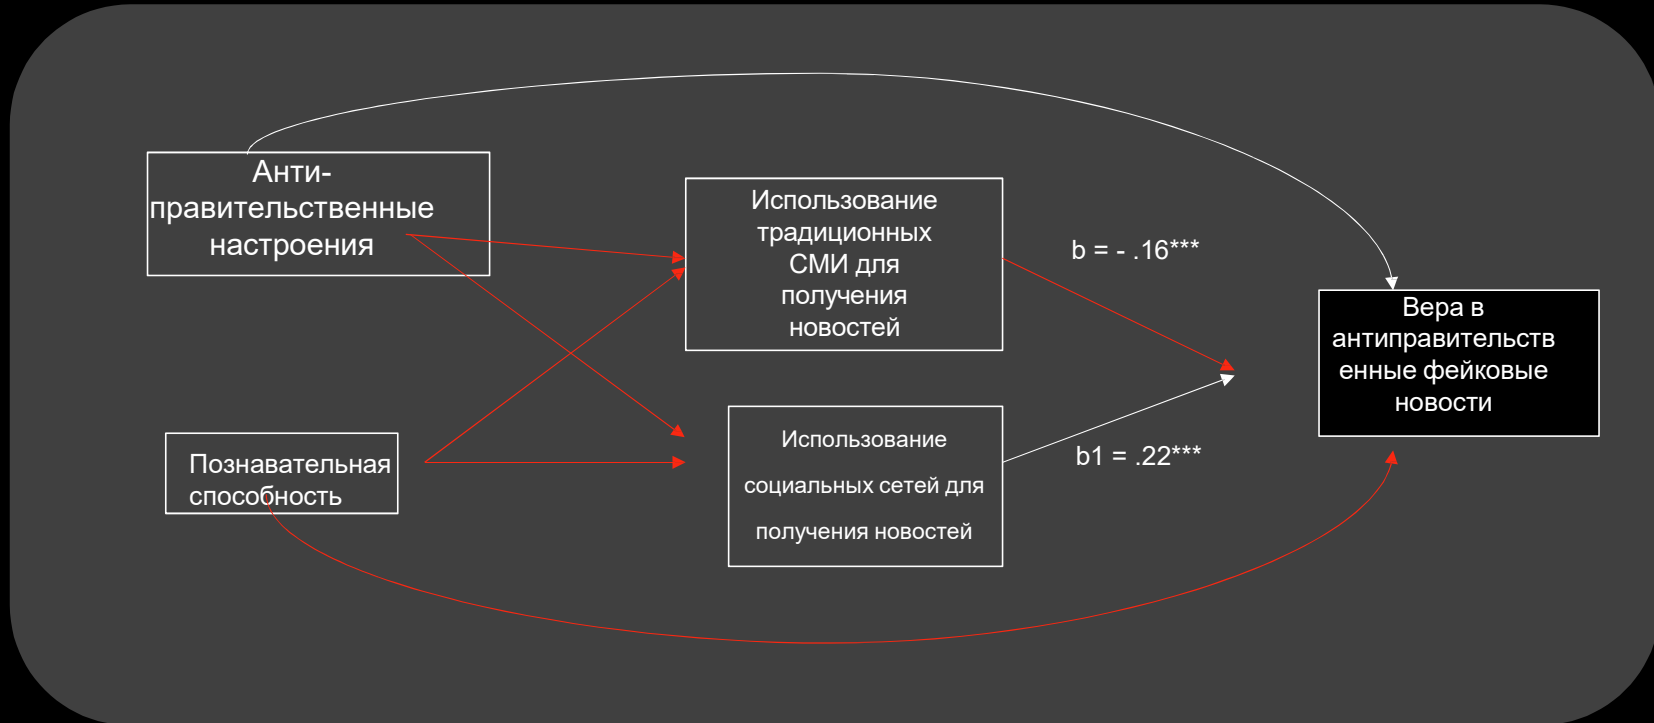 Анти-
правительственные
настроения
Использование
традиционных
СМИ для
получения
новостей
b = - .16***
Вера в
антиправительств
енные фейковые
новости
Познавательная
способность
Использование
социальных сетей для
получения новостей
b1 = .22***